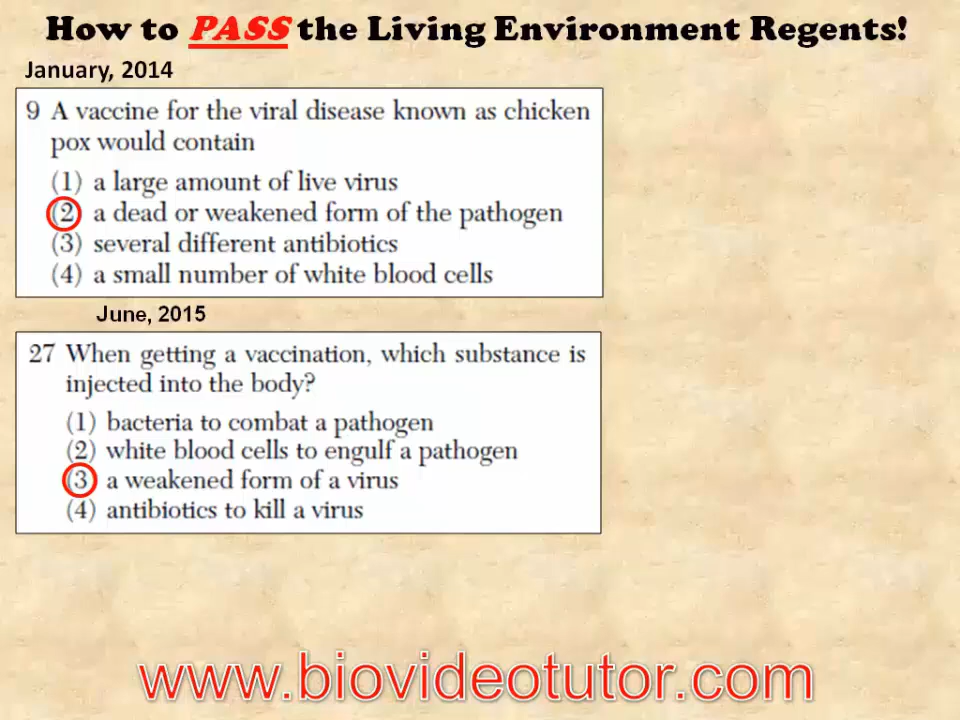 How to PASS the Living Environment Regents!
January, 2014
9 A vaccine for the viral disease known as chicken
pox would contain
(1) a large amount of live virus
(2) a dead or weakened form of the pathogen
(3) several different antibiotics
(4) a small number of white blood cells
June, 2015
27 When getting a vaccination, which substance is
injected into the body?
(1) bacteria to combat a pathogen
(2) white blood cells to engulf a pathogen
(3) a weakened form of a virus
(4) antibiotics to kill a virus
www.biovideotutor.com